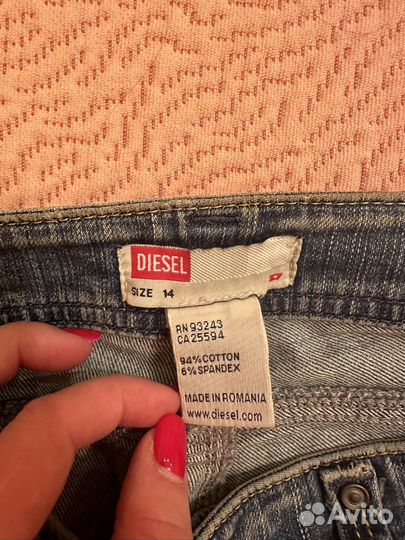 DIESEL
SIZE 14
RN 93243
CA 25594
94% COTTON
6% SPANDEX
MADE IN ROMANIA
www.diesel.com
Avito